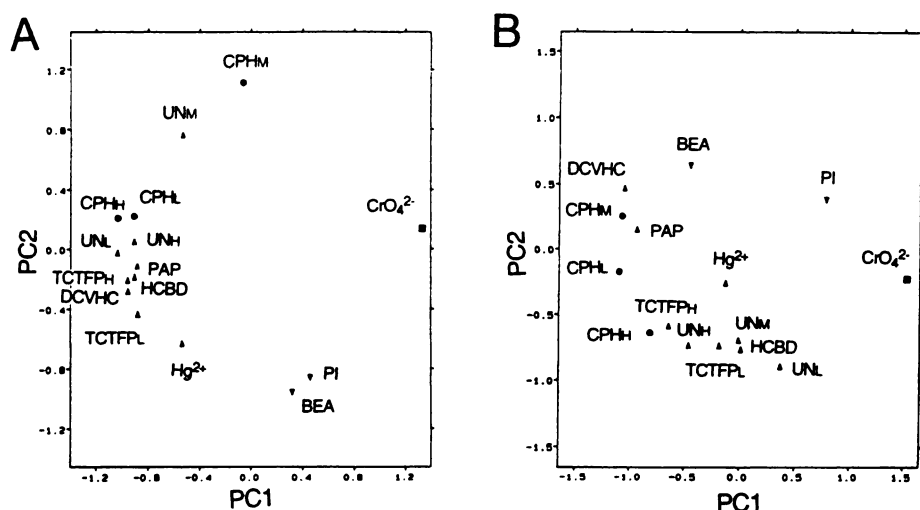 A
B
CPHM
UNM
CPHH
CPHL
CrO₄²⁻
UNL
UNH
TCTFPH
PAP
DCVHC
HCBD
TCTFPL
Hg²⁺
PI
BEA
PC2
1.2
0.8
0.4
0.0
-0.4
-0.8
-1.2
-1.2
-0.8
-0.4
0.0
0.4
0.8
1.2
PC1
BEA
DCVHC
PI
CPHM
PAP
CPHL
Hg²⁺
CrO₄²⁻
TCTFPH
CPHH
UNH
UNM
HCBD
TCTFPL
UNL
PC2
1.5
1.0
0.5
0.0
-0.5
-1.0
-1.5
-1.5
-1.0
-0.5
0.0
0.5
1.0
1.5
PC1